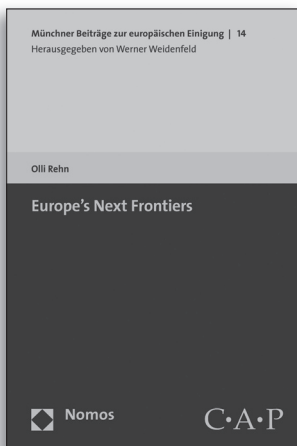 Münchner Beiträge zur europäischen Einigung | 14
Herausgegeben von Werner Weidenfeld
Olli Rehn
Europe's Next Frontiers
Nomos
C·A·P